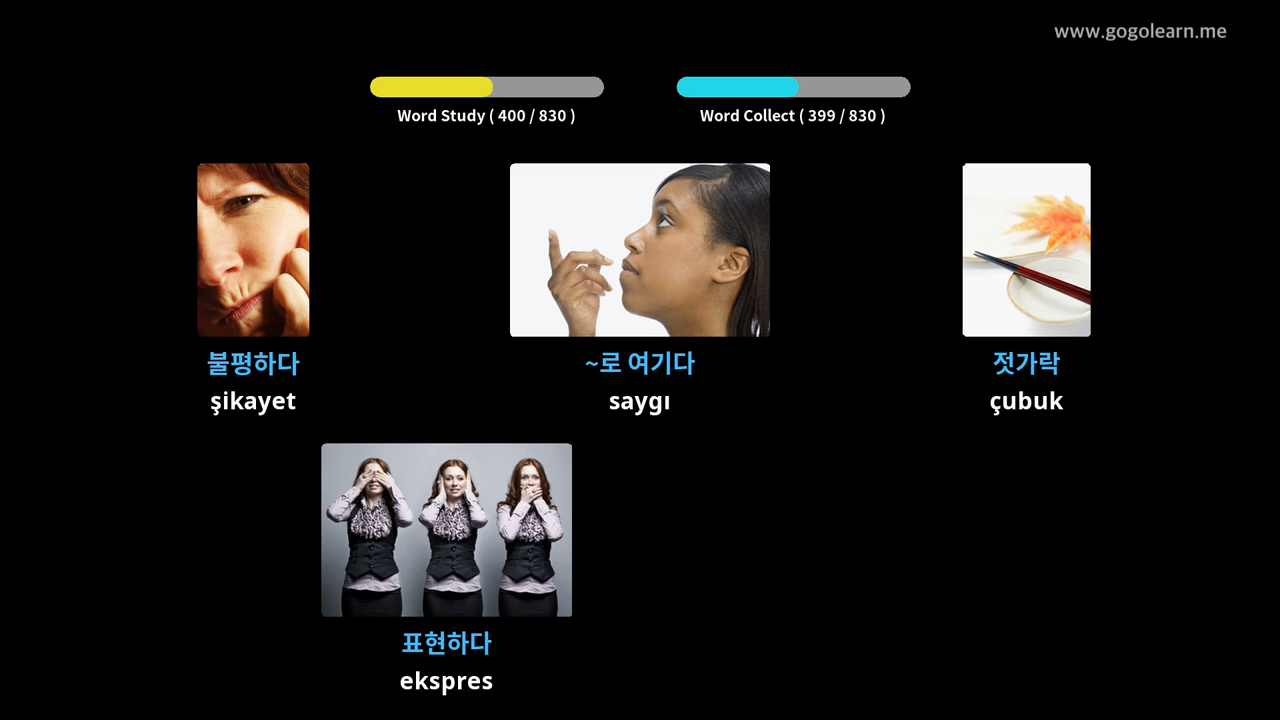 www.gogolearn.me
Word Study ( 400 / 830 )
Word Collect ( 399 / 830 )
불평하다
şikayet
~로 여기다
saygı
젓가락
çubuk
표현하다
ekspres